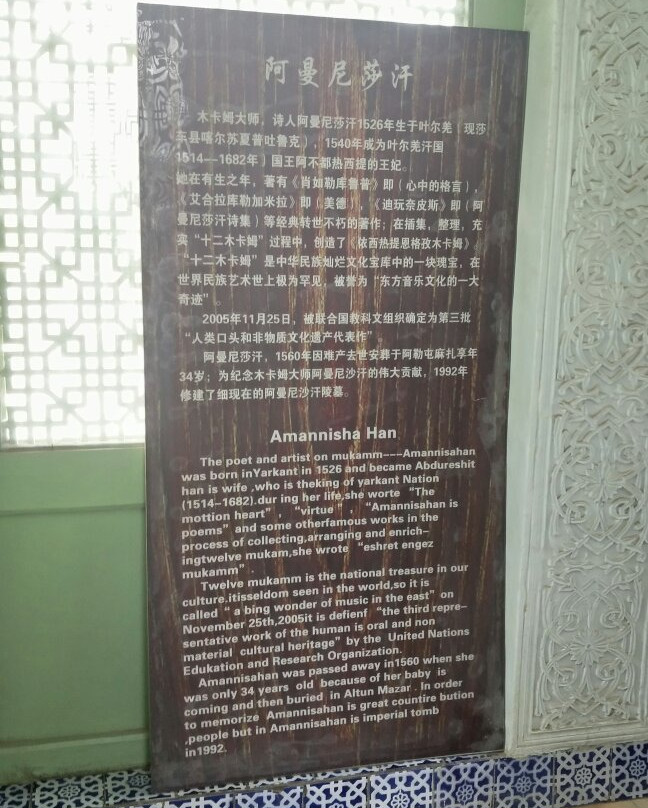 阿曼尼莎汗
木卡姆大师，诗人阿曼尼莎汗1526年生于叶尔羌（现莎
车县喀尔苏夏普吐鲁克），1540年成为叶尔羌汗国
1514--1682年）国王阿不都热西提的王妃。
她在有生之年，著有《肖如勒库鲁普》即（心中的格言），
《艾合拉库勒加米拉》即（美德），《迪玩奈皮斯》即（阿
曼尼莎汗诗集）等经典转世不朽的著作；在搜集，整理，充
实“十二木卡姆”过程中，创造了《依西热提恩格孜木卡姆》。
“十二木卡姆”是中华民族灿烂文化宝库中的一块瑰宝，在
世界民族艺术世上极为罕见，被誉为“东方音乐文化的一大
奇迹”。
2005年11月25日，被联合国教科文组织确定为第三批
“人类口头和非物质文化遗产代表作”
阿曼尼莎汗，1560年因难产去世安葬于阿勒屯麻扎享年
34岁；为纪念木卡姆大师阿曼尼沙汗的伟大贡献，1992年
修建了细现在的阿曼尼沙汗陵墓。
Amannisha Han
The poet and artist on mukamm---Amannisahan
was born inYarkant in 1526 and became Abdureshit
han is wife ,who is theking of yarkant Nation
(1514-1682).dur ing her life,she worte “The
mottion heart”，“virtue”，“Amannisahan is
poems” and some otherfamous works in the
process of collecting,arranging and enrich-
ingtwelve mukam,she wrote “eshret engez
mukamm”.
Twelve mukamm is the national treasure in our
culture,itisseldom seen in the world,so it is
called “a bing wonder of music in the east” on
November 25th,2005it is defienf “the third repre-
sentative work of the human is oral and non
material cultural heritage” by the United Nations
Edukation and Research Organization.
Amannisahan was passed away in1560 when she
was only 34 years old because of her baby is
coming and then buried in Altun Mazar . In order
to memorize Amannisahan is great countire bution
,people but in Amannisahan is imperial tomb
in1992.